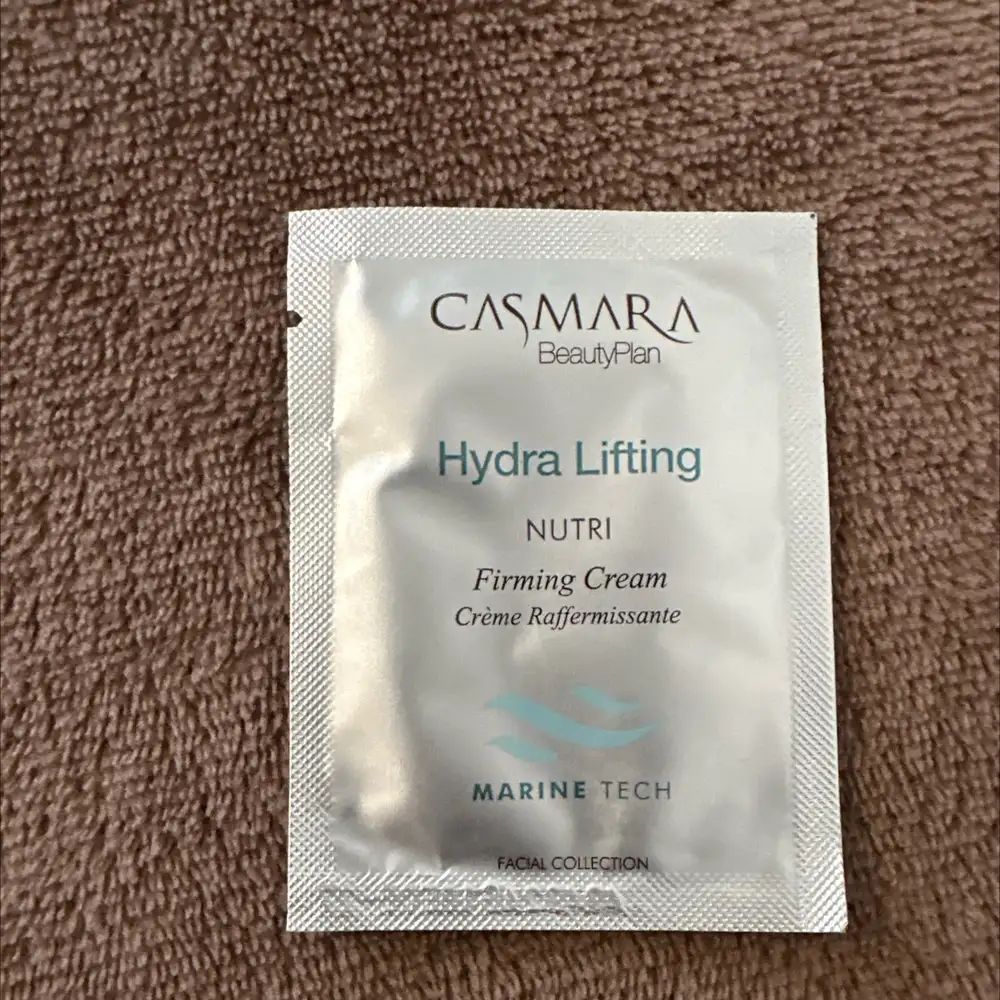 CASMARA
BeautyPlan
Hydra Lifting
NUTRI
Firming Cream
Crème Raffermissante
MARINE TECH
FACIAL COLLECTION